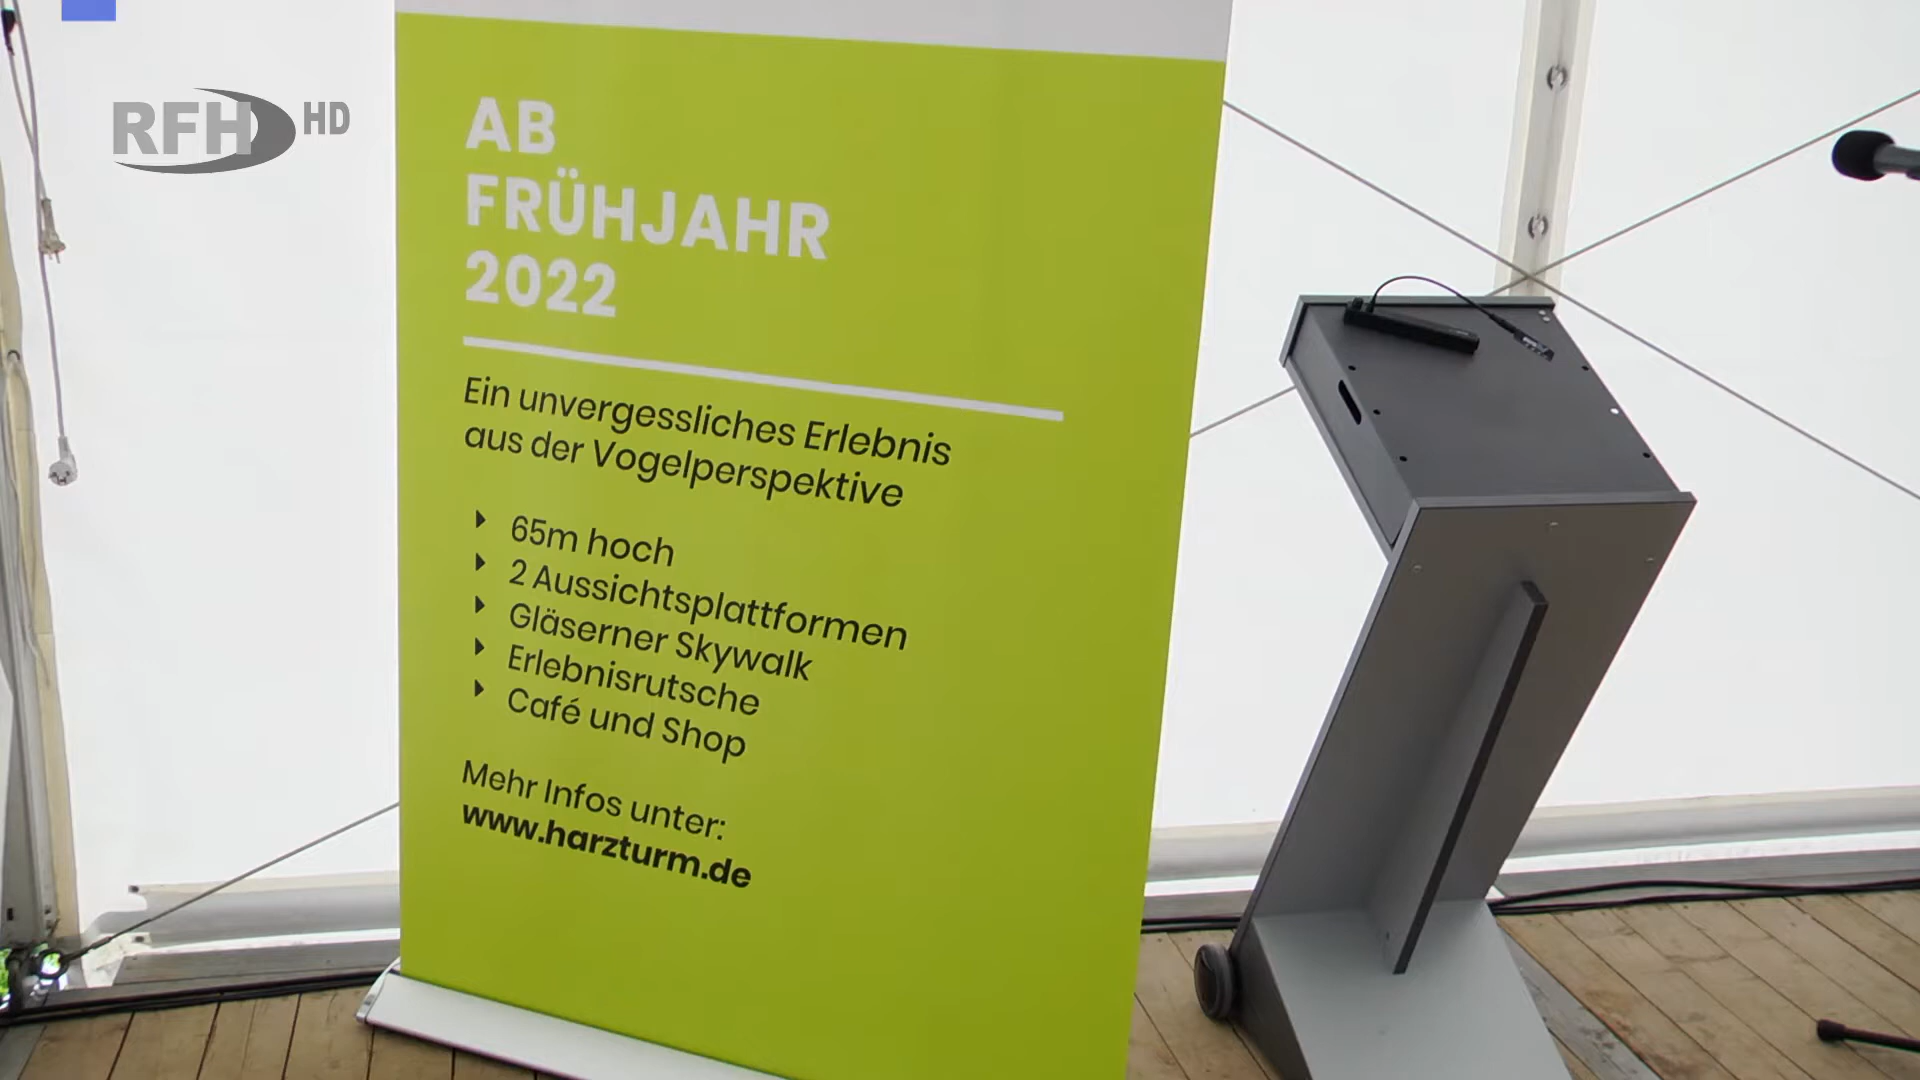 RFH HD
AB
FRÜHJAHR
2022
Ein unvergessliches Erlebnis
aus der Vogelperspektive
65m hoch
2 Aussichtsplattformen
Gläserner Skywalk
Erlebnisrutsche
Café und Shop
Mehr Infos unter:
www.harzturm.de